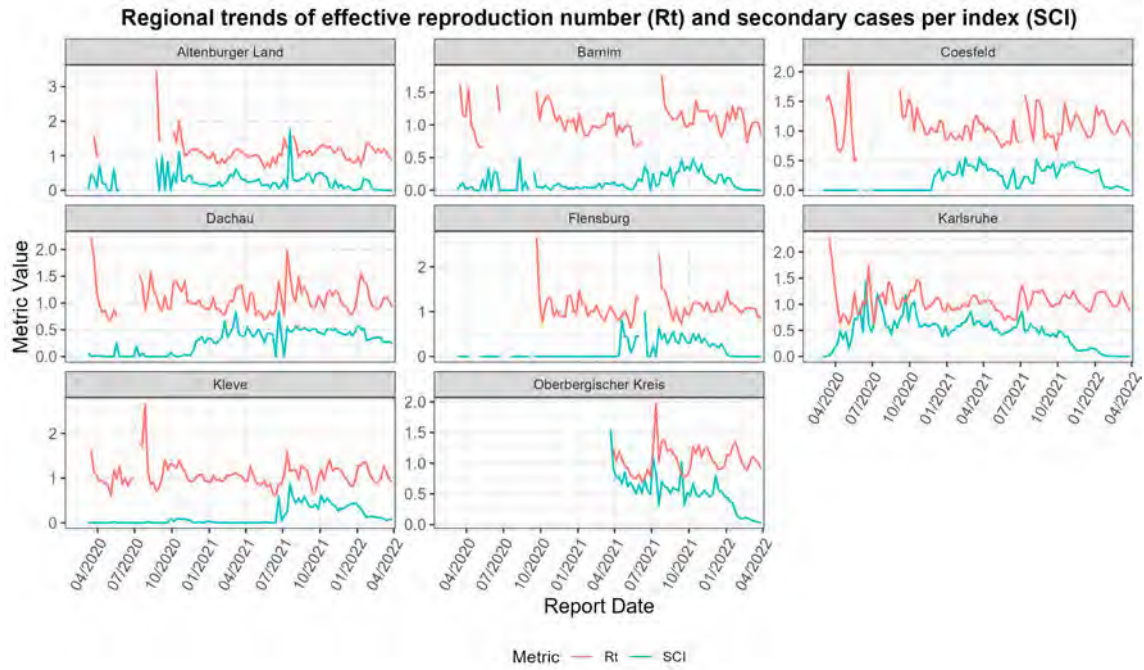 Regional trends of effective reproduction number (Rt) and secondary cases per index (SCI)
Altenburger Land
Barnim
Coesfeld
3
2
1
0
1.5
1.0
0.5
0.0
2.0
1.5
1.0
0.5
0.0
Dachau
Flensburg
Karlsruhe
2.0
1.5
1.0
0.5
0.0
2
1
0
2.0
1.5
1.0
0.5
0.0
Kleve
Oberbergischer Kreis
2
1
0
2.0
1.5
1.0
0.5
0.0
04/2020 07/2020 10/2020 01/2021 04/2021 07/2021 10/2021 01/2022 04/2022
04/2020 07/2020 10/2020 01/2021 04/2021 07/2021 10/2021 01/2022 04/2022
04/2020 07/2020 10/2020 01/2021 04/2021 07/2021 10/2021 01/2022 04/2022
Metric Value
Report Date
Metric Rt SCI